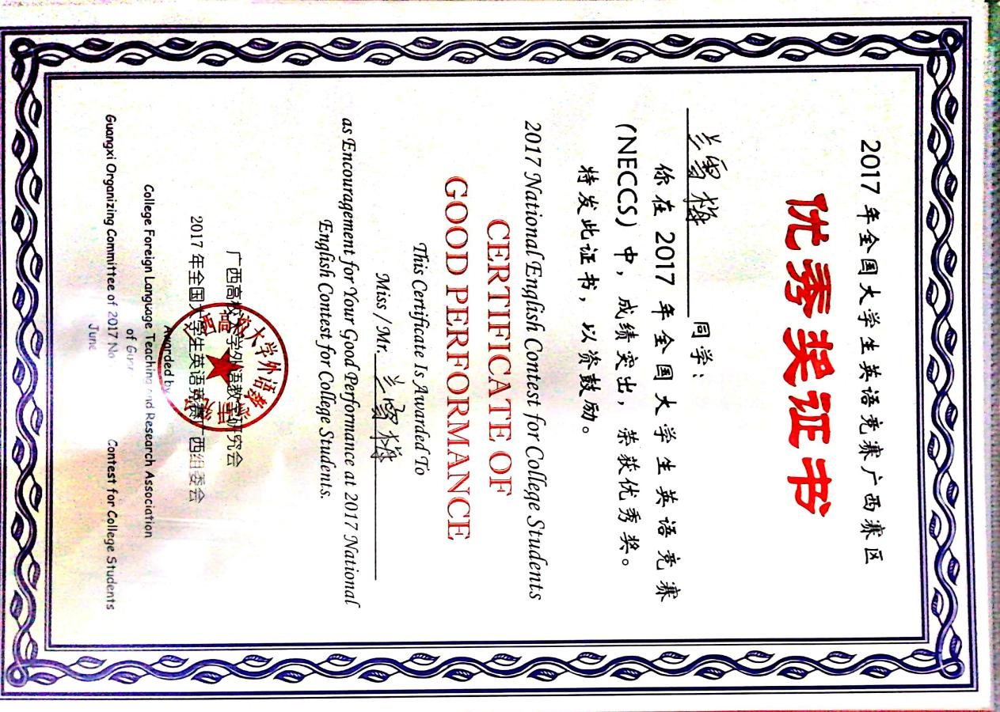 2017 年全国大学生英语竞赛广西赛区
优秀奖证书
兰雪梅 同学：
你在 2017 年全国大学生英语竞赛
(NECCS) 中，成绩突出，荣获优秀奖。
特发此证书，以资鼓励。
2017 National English Contest for College Students
CERTIFICATE OF
GOOD PERFORMANCE
This Certificate Is Awarded To
Miss / Mr. 兰雪梅
as Encouragement for Your Good Performance at 2017 National
English Contest for College Students.
广西高校大学外语教学研究会
2017 年全国大学生英语竞赛广西组委会
Awarded by
College Foreign Language Teaching and Research Association
of
Guangxi Organizing Committee of 2017 Contest for College Students
June